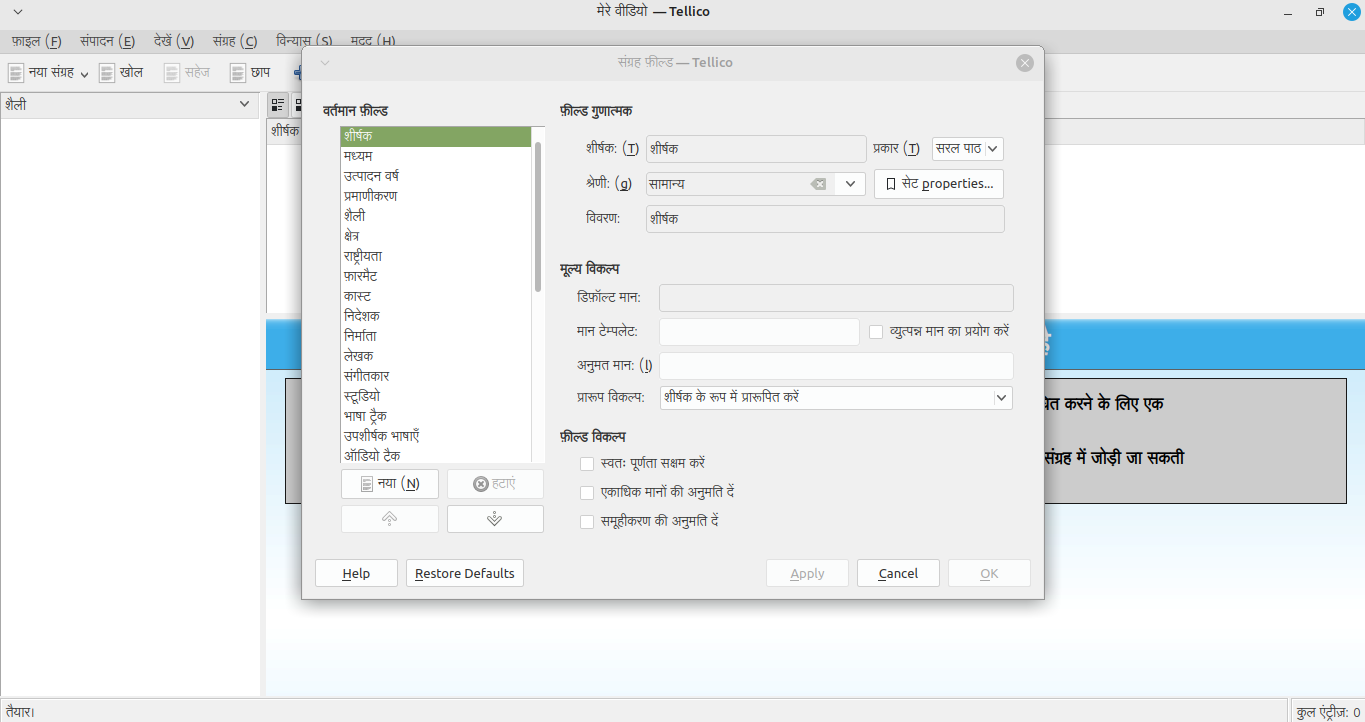 मेरे वीडियो — Tellico
फ़ाइल (F) संपादन (E) देखें (V) संग्रह (C) विन्यास (S) मदद (H)
नया संग्रह खोल सहेज छाप
शैली
शीर्षक
संग्रह फ़ील्ड — Tellico
वर्तमान फ़ील्ड
शीर्षक
मध्यम
उत्पादन वर्ष
प्रमाणीकरण
शैली
क्षेत्र
राष्ट्रीयता
फ़ारमैट
कास्ट
निदेशक
निर्माता
लेखक
संगीतकार
स्टूडियो
भाषा ट्रैक
उपशीर्षक भाषाएँ
ऑडियो ट्रैक
नया (N) हटाएं
फ़ील्ड गुणात्मक
शीर्षक: (T) शीर्षक प्रकार (T) सरल पाठ
श्रेणी: (g) सामान्य सेट properties...
विवरण: शीर्षक
मूल्य विकल्प
डिफ़ॉल्ट मान:
मान टेम्पलेट: व्युत्पन्न मान का प्रयोग करें
अनुमत मान: (l)
प्रारूप विकल्प: शीर्षक के रूप में प्रारूपित करें
फ़ील्ड विकल्प
स्वतः पूर्णता सक्षम करें
एकाधिक मानों की अनुमति दें
समूहीकरण की अनुमति दें
Help Restore Defaults Apply Cancel OK
करने के लिए एक
संग्रह में जोड़ी जा सकती
तैयार। कुल एंट्रीज़: 0